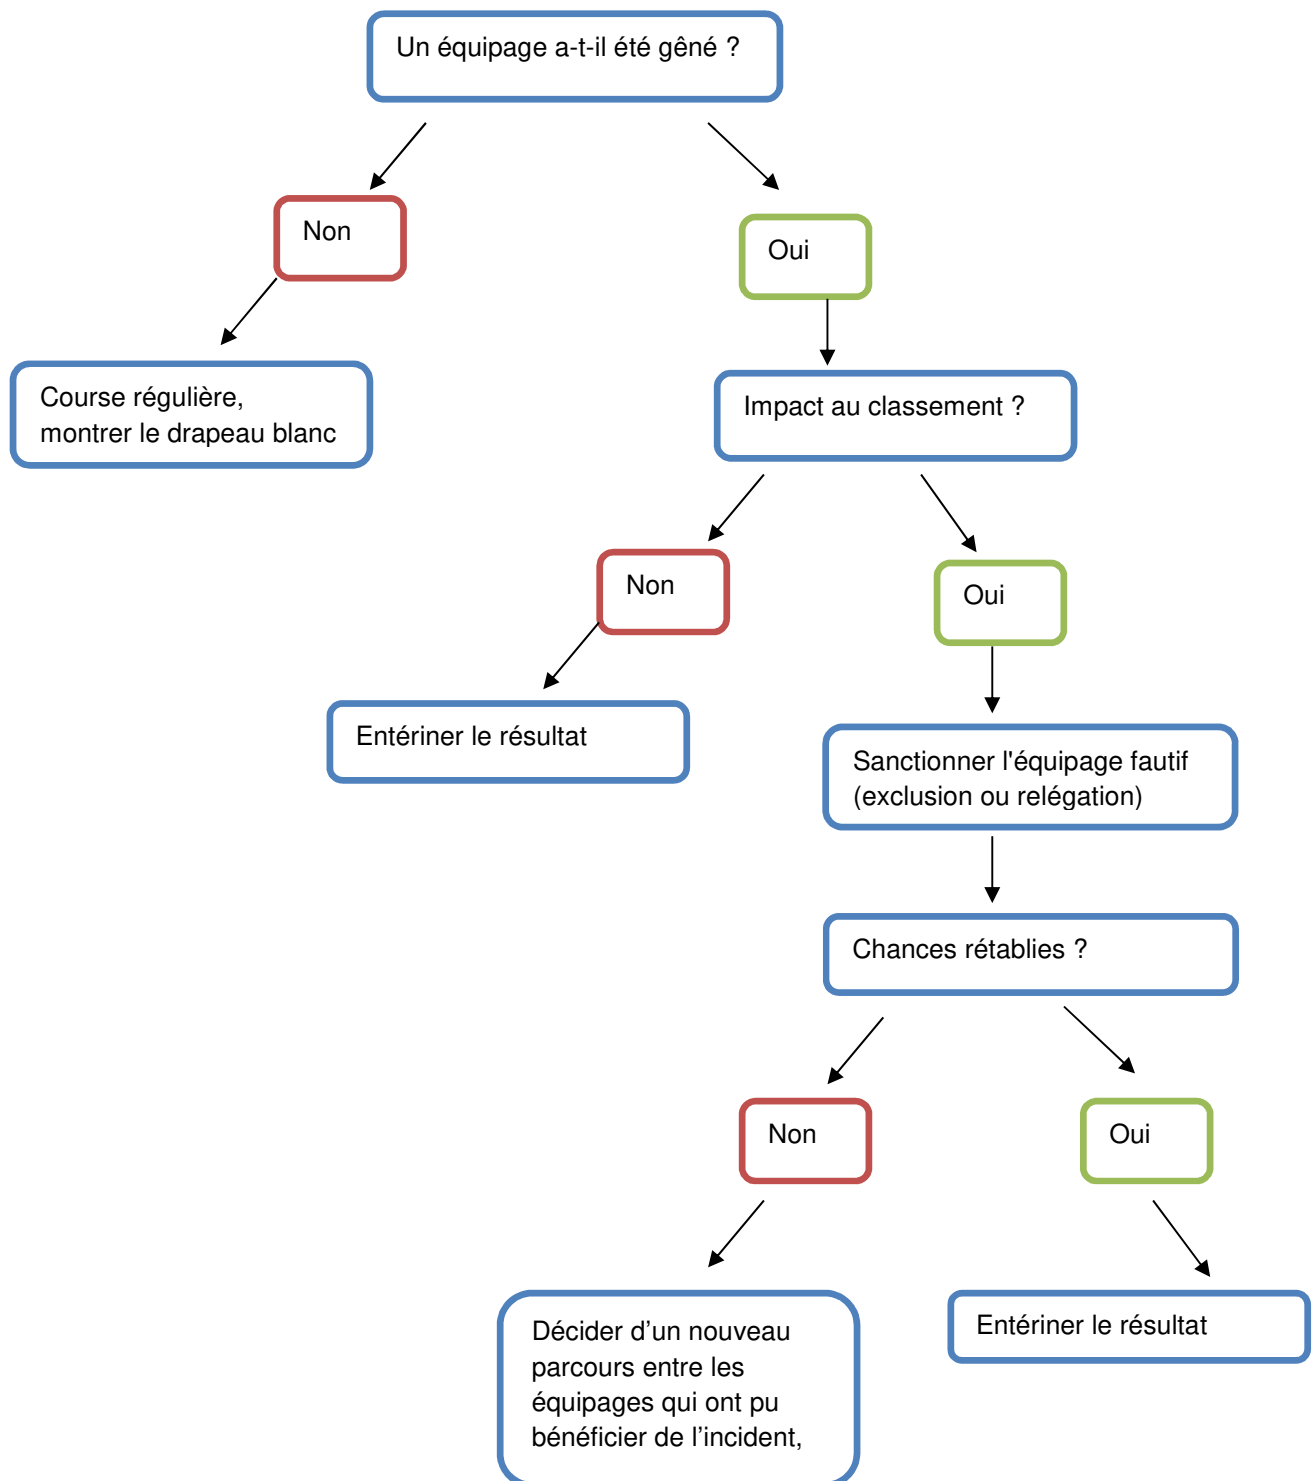 Un équipage a-t-il été gêné ?
Non
Oui
Course régulière,
montrer le drapeau blanc
Impact au classement ?
Non
Oui
Entériner le résultat
Sanctionner l'équipage fautif
(exclusion ou relégation)
Chances rétablies ?
Non
Oui
Décider d’un nouveau
parcours entre les
équipages qui ont pu
bénéficier de l’incident,
Entériner le résultat